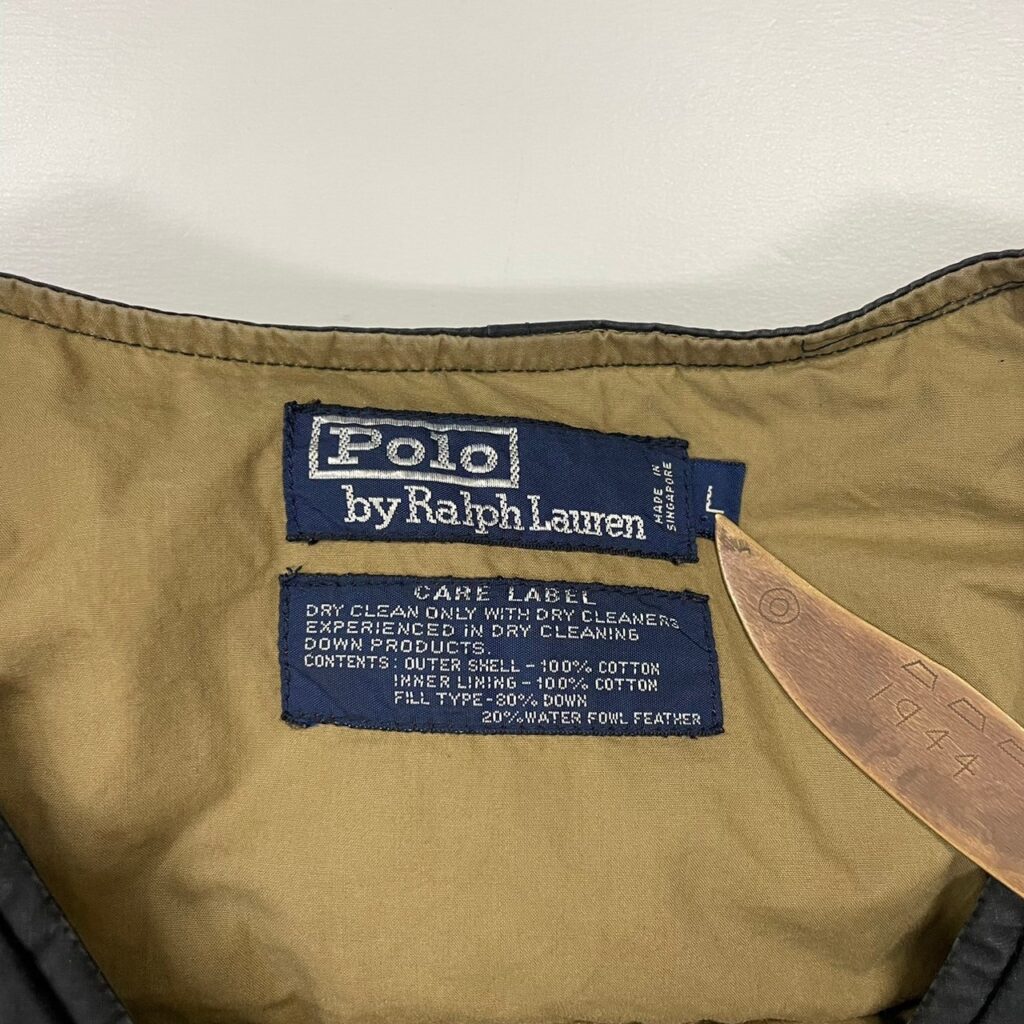 Polo
by Ralph Lauren
MADE IN
SINGAPORE
L
CARE LABEL
DRY CLEAN ONLY WITH DRY CLEANERS
EXPERIENCED IN DRY CLEANING
DOWN PRODUCTS.
CONTENTS: OUTER SHELL - 100% COTTON
INNER LINING - 100% COTTON
FILL TYPE - 80% DOWN
20% WATER FOWL FEATHER
1944